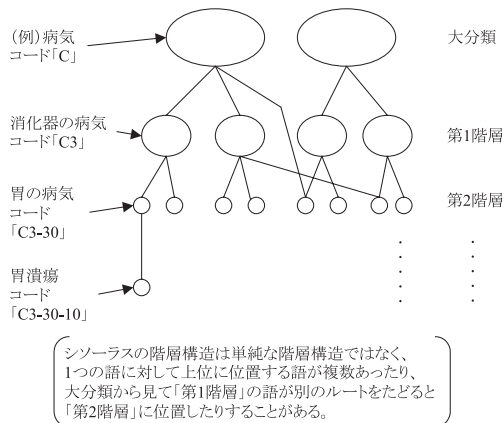 (例)病気
コード「C」
大分類
消化器の病気
コード「C3」
第1階層
胃の病気
コード
「C3-30」
第2階層
胃潰瘍
コード
「C3-30-10」
シソーラスの階層構造は単純な階層構造ではなく、
1つの語に対して上位に位置する語が複数あったり、
大分類から見て「第1階層」の語が別のルートをたどると
「第2階層」に位置したりすることがある。